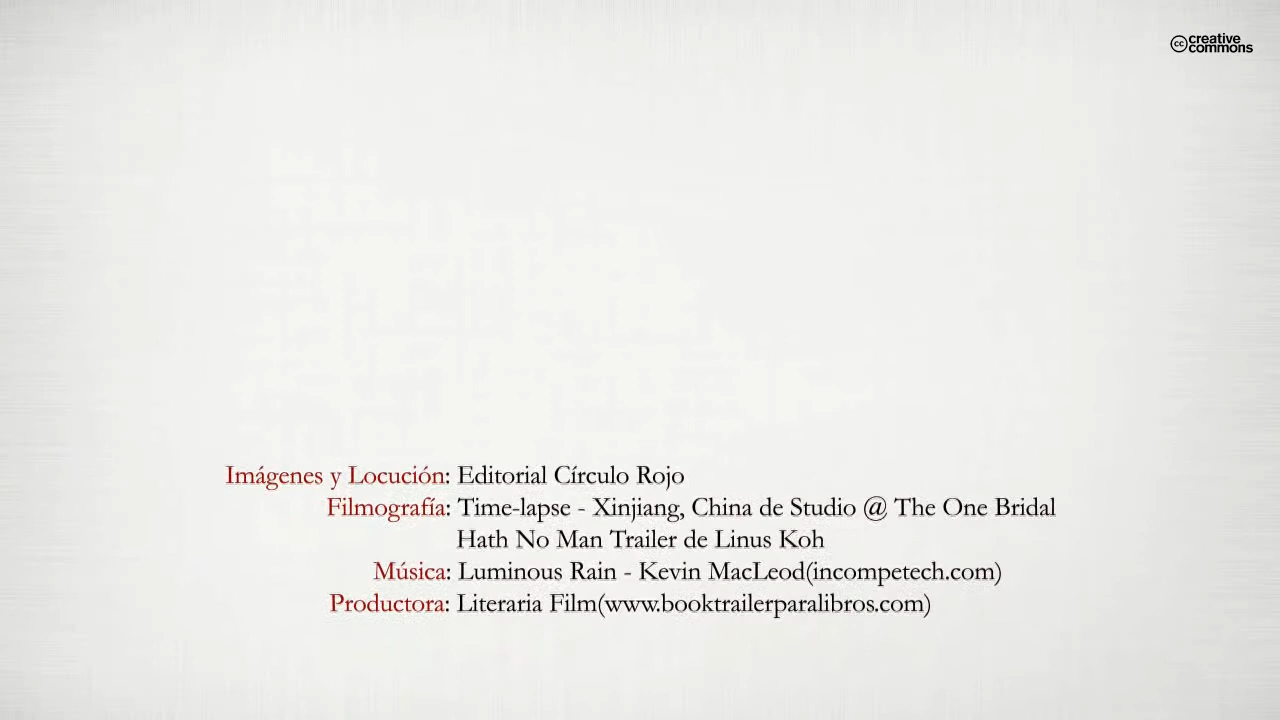 creative
commons
Imágenes y Locución: Editorial Círculo Rojo
Filmografía: Time-lapse - Xinjiang, China de Studio @ The One Bridal
Hath No Man Trailer de Linus Koh
Música: Luminous Rain - Kevin MacLeod(incompetech.com)
Productora: Literaria Film(www.booktrailerparalibros.com)